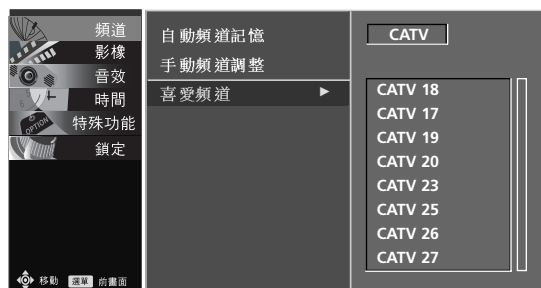 頻道
影像
音效
時間
OPTION
特殊功能
鎖定
移動 選單 前畫面
自動頻道記憶
手動頻道調整
喜愛頻道 ►
CATV
CATV 18
CATV 17
CATV 19
CATV 20
CATV 23
CATV 25
CATV 26
CATV 27